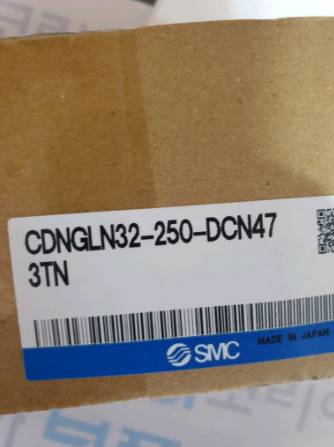 CDNGLN32-250-DCN47
3TN
SMC
MADE IN JAPAN